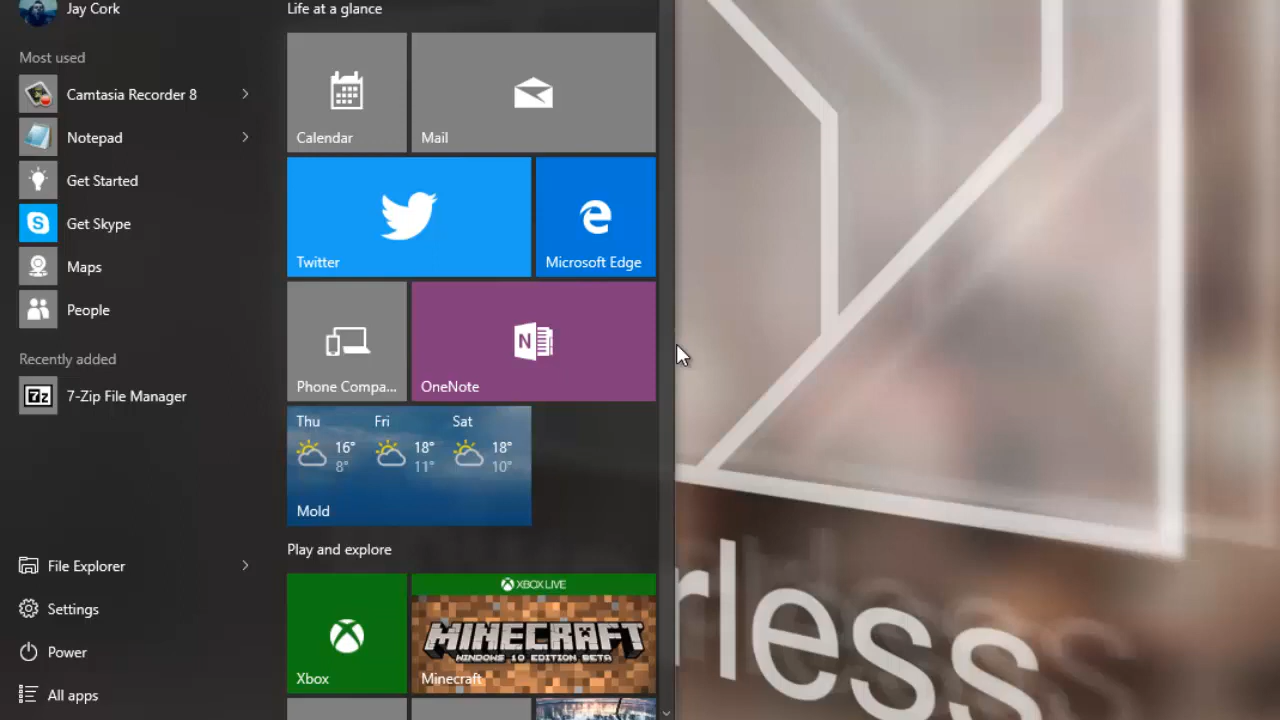 Jay Cork
Most used
Camtasia Recorder 8
Notepad
Get Started
Get Skype
Maps
People
Recently added
7-Zip File Manager
File Explorer
Settings
Power
All apps
Life at a glance
Calendar
Mail
Twitter
Microsoft Edge
Phone Compa...
OneNote
Thu Fri Sat
16° 18° 18°
8° 11° 10°
Mold
Play and explore
XBOX LIVE
MINECRAFT
WINDOWS 10 EDITION BETA
Xbox
Minecraft
rless